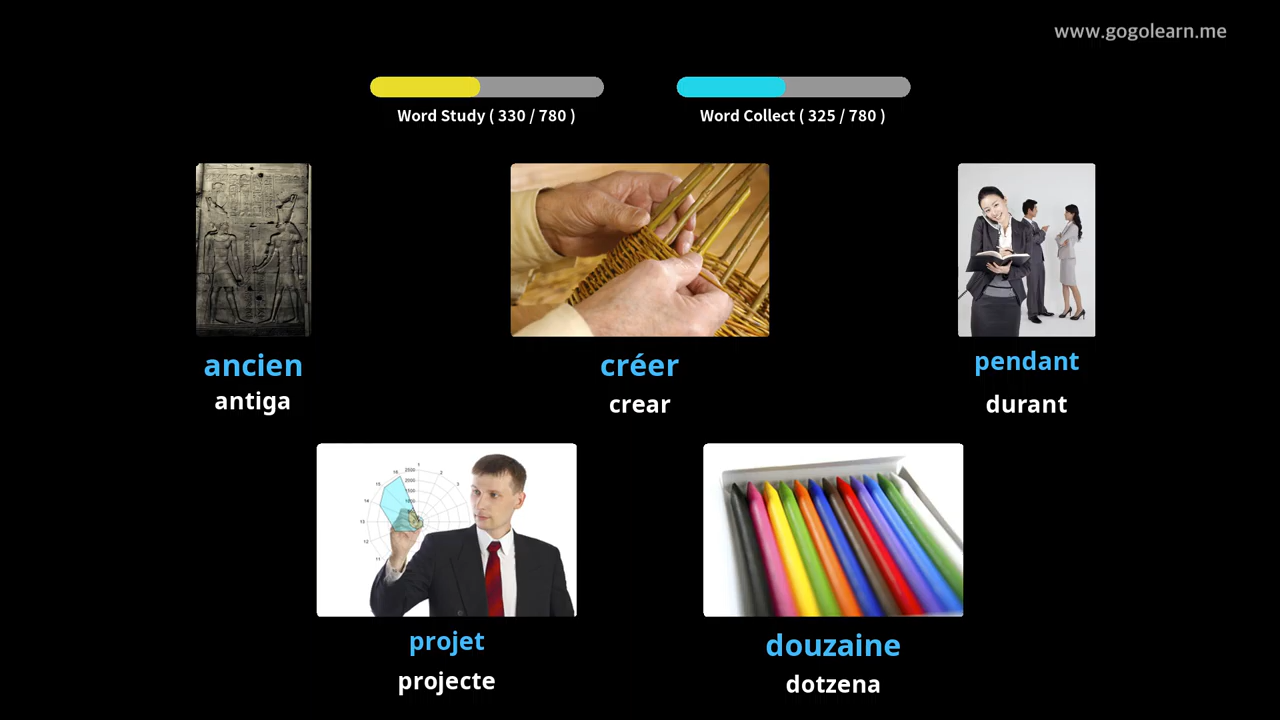 www.gogolearn.me
Word Study ( 330 / 780 )
Word Collect ( 325 / 780 )
ancien
antiga
créer
crear
pendant
durant
projet
projecte
douzaine
dotzena